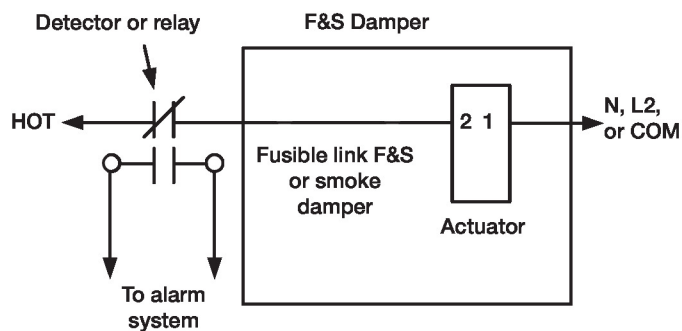 Detector or relay
F&S Damper
HOT
2 1
N, L2,
or COM
Fusible link F&S
or smoke
damper
Actuator
To alarm
system